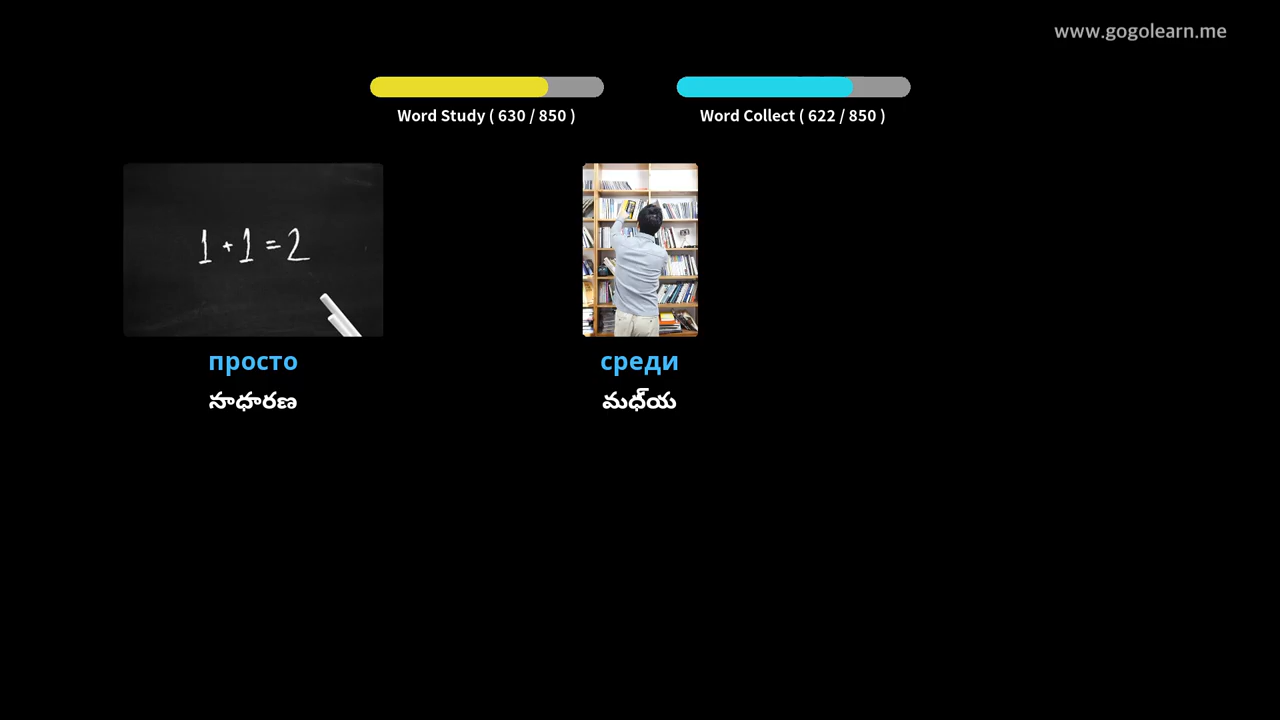 www.gogolearn.me
Word Study ( 630 / 850 )
Word Collect ( 622 / 850 )
1 + 1 = 2
просто
среди
సాధారణ
మధ్య